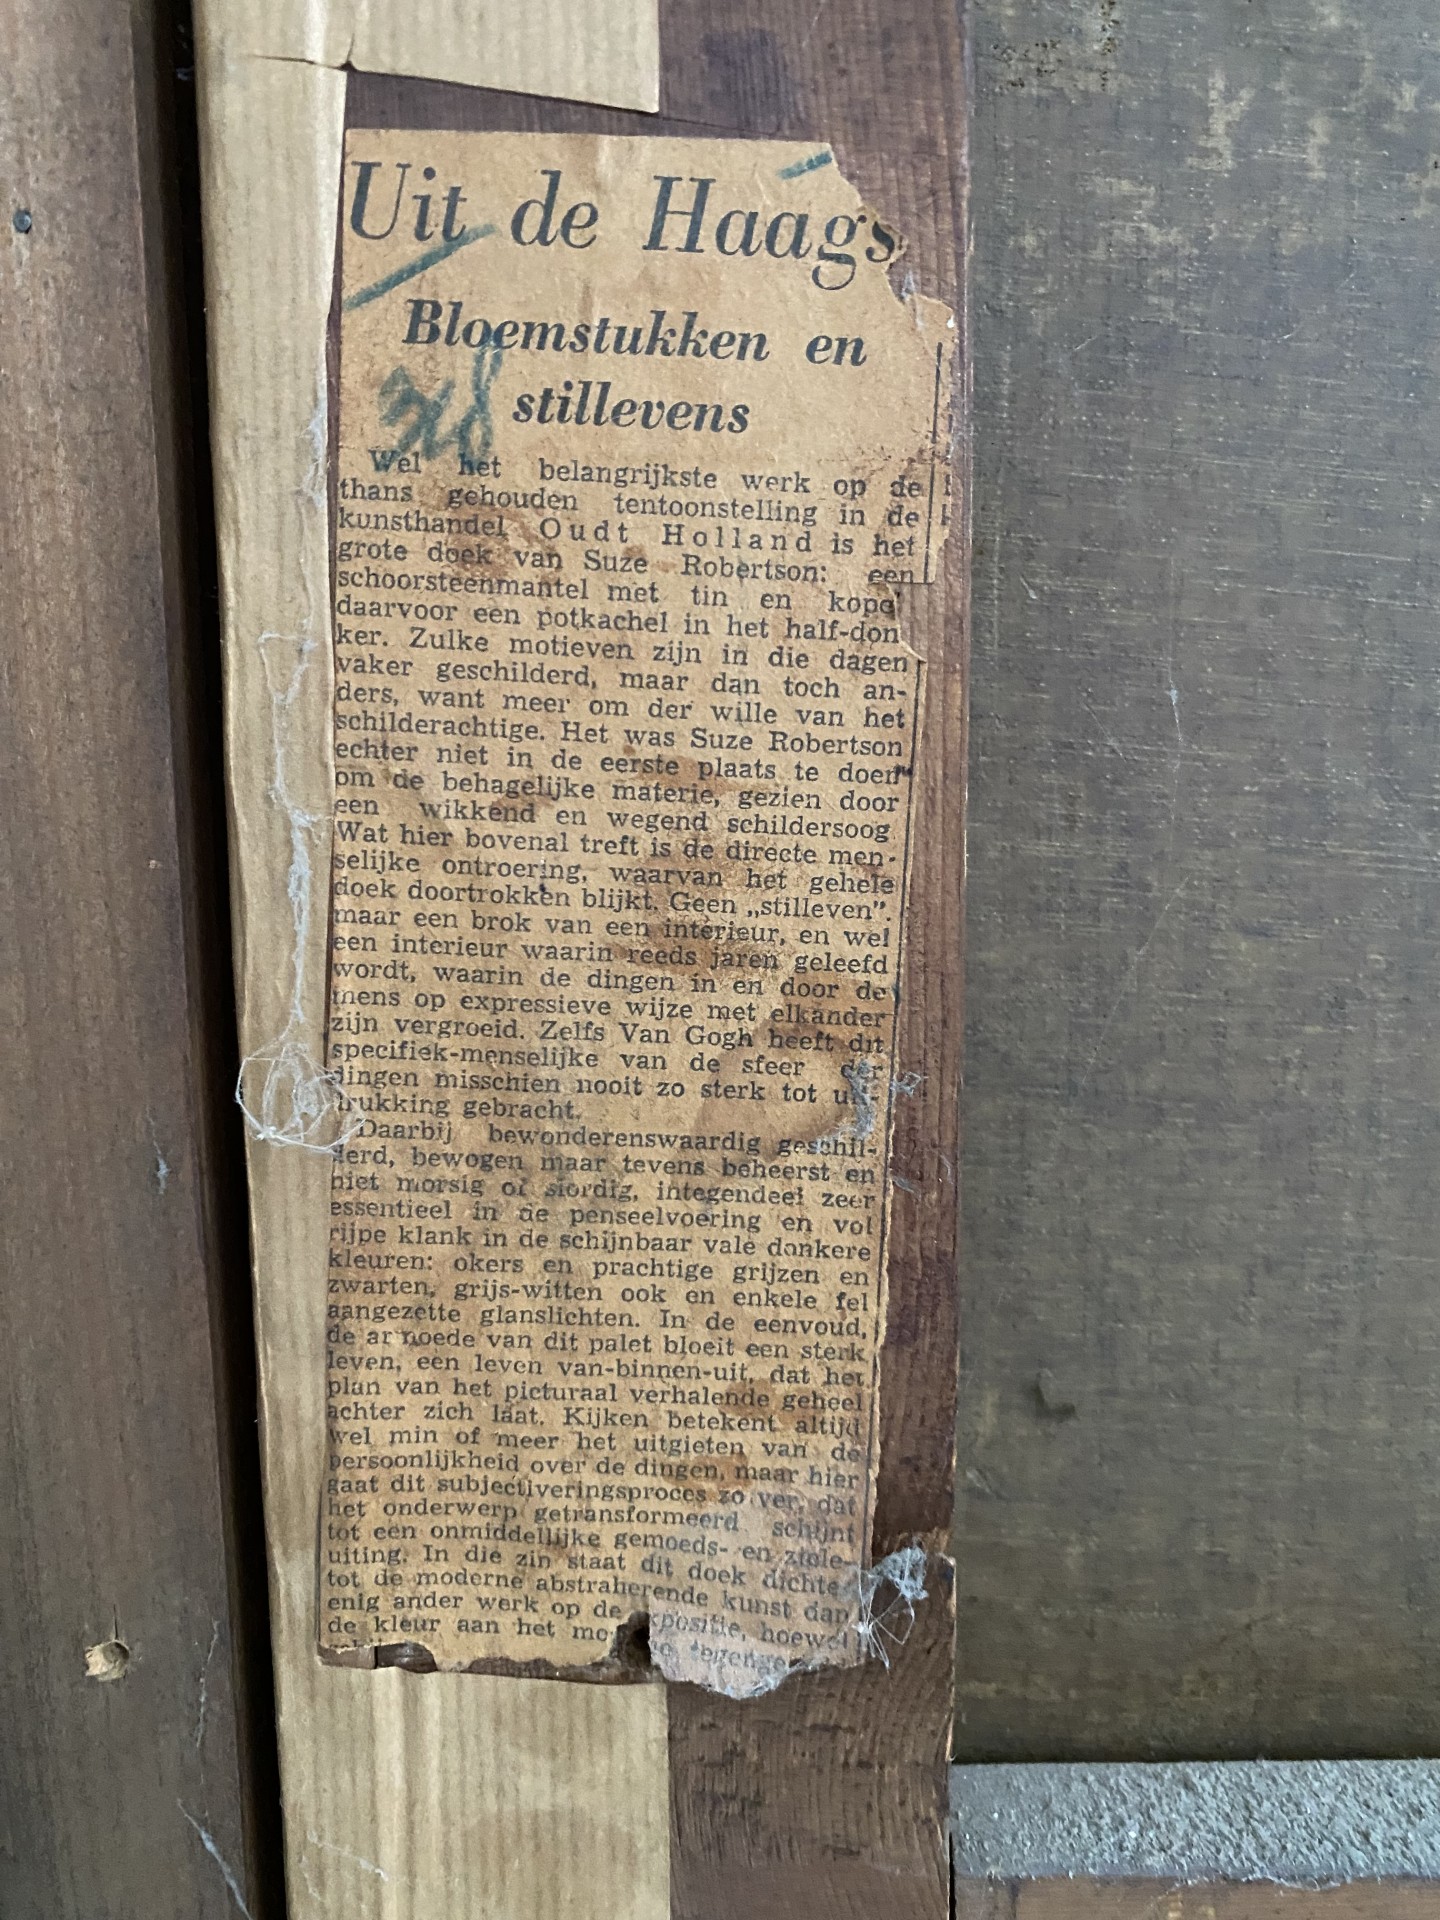 Uit de Haags
Bloemstukken en
stillevens
Wel het belangrijkste werk op de
thans gehouden tentoonstelling in de
kunsthandel Oudt Holland is het
grote doek van Suze Robertson: een
schoorsteenmantel met tin en kope
daarvoor een potkachel in het half-don
ker. Zulke motieven zijn in die dagen
vaker geschilderd, maar dan toch an-
ders, want meer om der wille van het
schilderachtige. Het was Suze Robertson
echter niet in de eerste plaats te doen
om de behagelijke materie, gezien door
een wikkend en wegend schildersoog
Wat hier bovenal treft is de directe men-
selijke ontroering, waarvan het gehele
doek doortrokken blijkt. Geen „stilleven”.
maar een brok van een interieur, en wel
een interieur waarin reeds jaren geleefd
wordt, waarin de dingen in en door de
mens op expressieve wijze met elkander
zijn vergroeid. Zelfs Van Gogh heeft dit
specifiek-menselijke van de sfeer der
dingen misschien nooit zo sterk tot uit-
drukking gebracht.
Daarbij bewonderenswaardig geschil-
derd, bewogen maar tevens beheerst en
niet morsig of slordig, integendeel zeer
essentieel in de penseelvoering en vol
rijpe klank in de schijnbaar vale donkere
kleuren: okers en prachtige grijzen en
zwarten, grijs-witten ook en enkele fel
aangezette glanslichten. In de eenvoud,
de armoede van dit palet bloeit een sterk
leven, een leven van-binnen-uit, dat het
plan van het picturaal verhalende geheel
achter zich laat. Kijken betekent altijd
wel min of meer het uitgieten van de
persoonlijkheid over de dingen, maar hier
gaat dit subjectiveringsproces zo ver, dat
het onderwerp getransformeerd schijnt
tot een onmiddellijke gemoeds- en ziele-
uiting. In die zin staat dit doek dichte
tot de moderne abstraherende kunst dan
enig ander werk op de expositie, hoewel
de kleur aan het mo